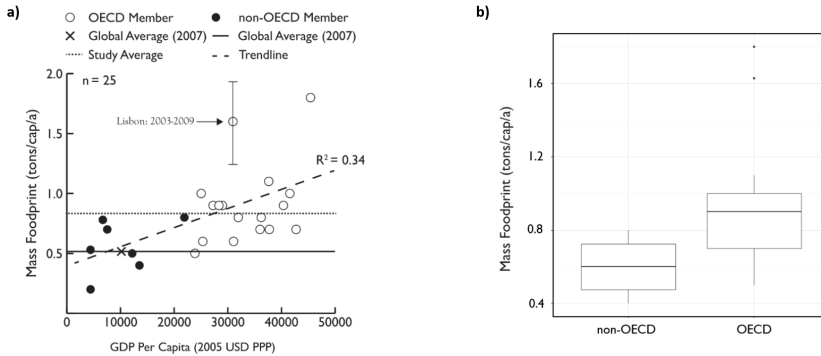 a)
OECD Member
non-OECD Member
Global Average (2007)
Global Average (2007)
Study Average
Trendline
n = 25
Lisbon: 2003-2009
R² = 0.34
Mass Foodprint (tons/cap/a)
2.0
1.5
1.0
0.5
0 10000 20000 30000 40000 50000
GDP Per Capita (2005 USD PPP)
b)
Mass Foodprint (tons/cap/a)
1.6
1.2
0.8
0.4
non-OECD OECD